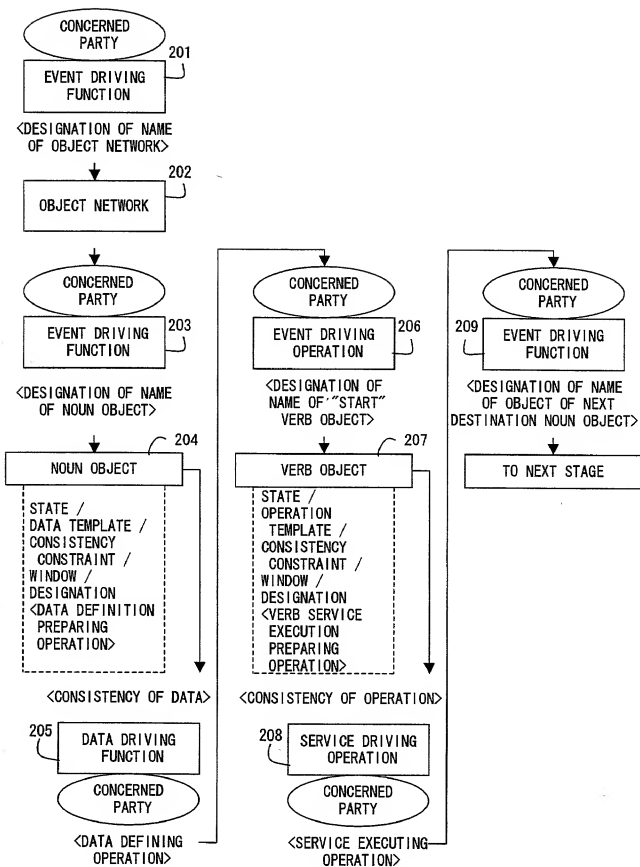 CONCERNED
PARTY
201
EVENT DRIVING
FUNCTION
<DESIGNATION OF NAME
OF OBJECT NETWORK>
202
OBJECT NETWORK
CONCERNED
PARTY
203
EVENT DRIVING
FUNCTION
<DESIGNATION OF NAME
OF NOUN OBJECT>
204
NOUN OBJECT
STATE /
DATA TEMPLATE /
CONSISTENCY
CONSTRAINT /
WINDOW /
DESIGNATION
<DATA DEFINITION
PREPARING
OPERATION>
<CONSISTENCY OF DATA>
205
DATA DRIVING
FUNCTION
CONCERNED
PARTY
<DATA DEFINING
OPERATION>
CONCERNED
PARTY
EVENT DRIVING
OPERATION
206
<DESIGNATION OF
NAME OF "START"
VERB OBJECT>
207
VERB OBJECT
STATE /
OPERATION
TEMPLATE /
CONSISTENCY
CONSTRAINT /
WINDOW /
DESIGNATION
<VERB SERVICE
EXECUTION
PREPARING
OPERATION>
<CONSISTENCY OF OPERATION>
208
SERVICE DRIVING
OPERATION
CONCERNED
PARTY
<SERVICE EXECUTING
OPERATION>
CONCERNED
PARTY
209
EVENT DRIVING
FUNCTION
<DESIGNATION OF NAME
OF OBJECT OF NEXT
DESTINATION NOUN OBJECT>
TO NEXT STAGE